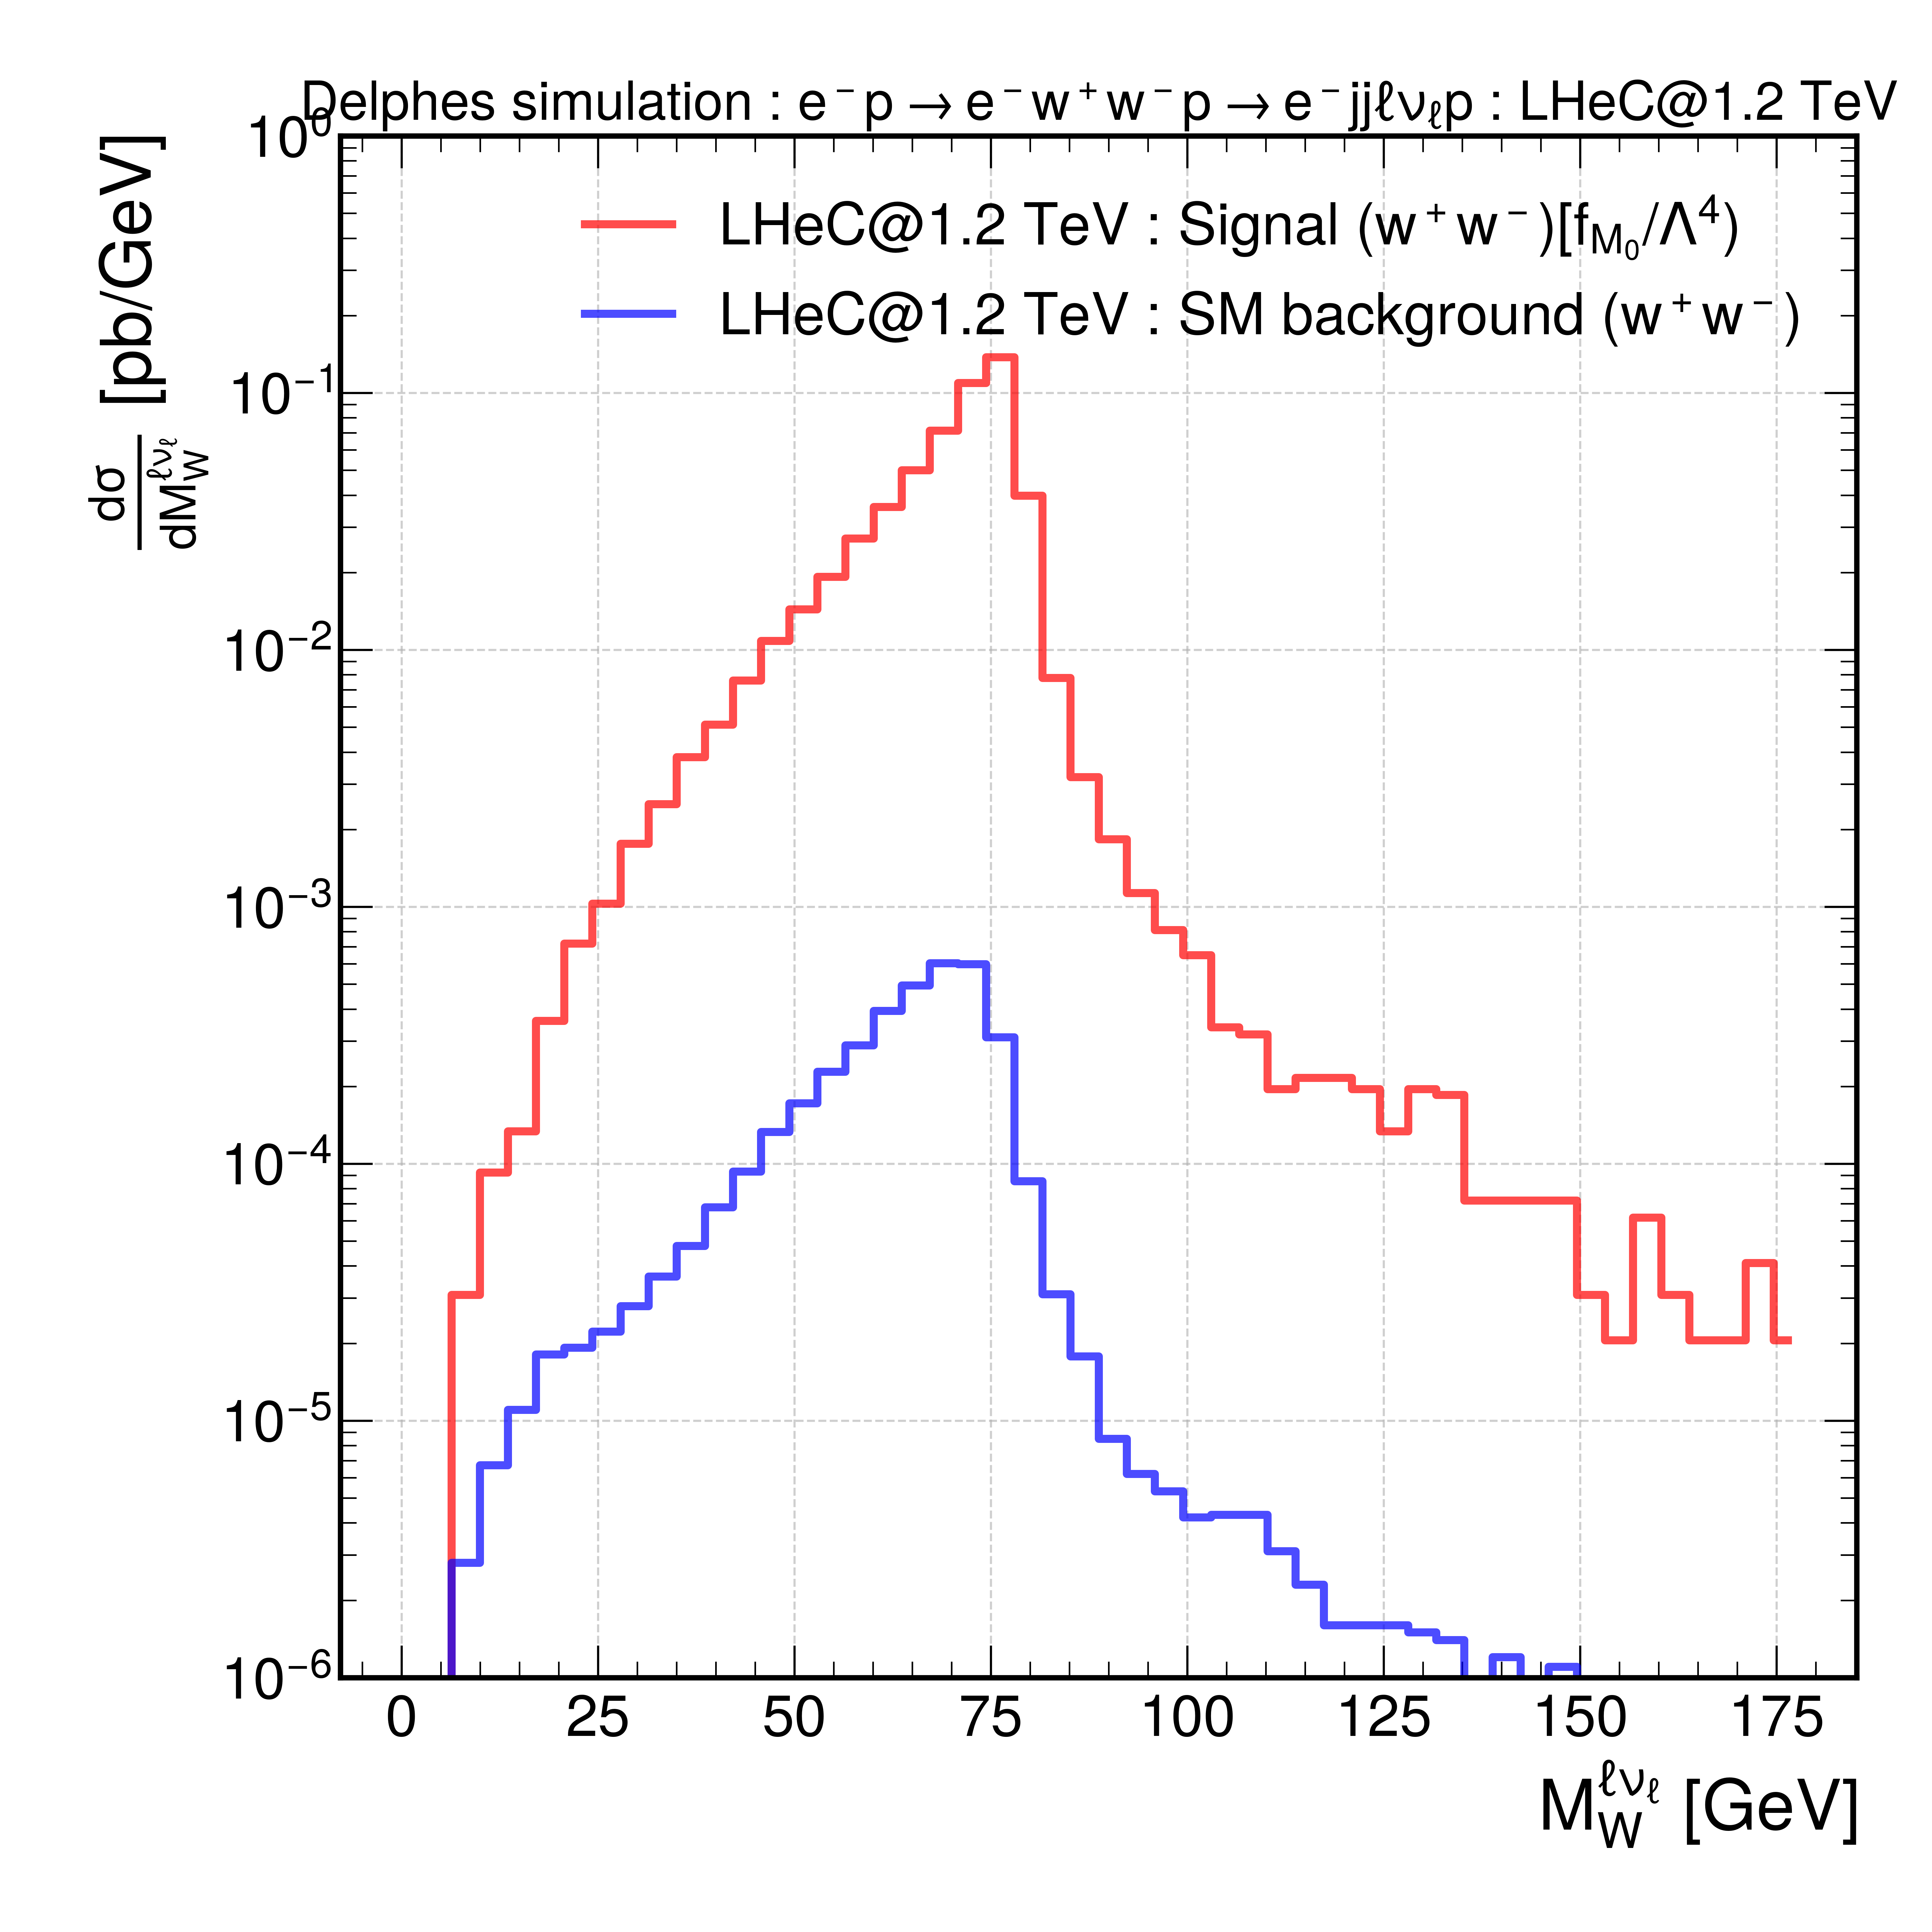 Delphes simulation : e⁻p → e⁻w⁺w⁻p → e⁻jjℓν_ℓp : LHeC@1.2 TeV
dσ/dM_W^{ℓν_ℓ} [pb/GeV]
LHeC@1.2 TeV : Signal (w⁺w⁻)[f_{M₀}/Λ⁴)
LHeC@1.2 TeV : SM background (w⁺w⁻)
10⁰
10⁻¹
10⁻²
10⁻³
10⁻⁴
10⁻⁵
10⁻⁶
0 25 50 75 100 125 150 175
M_W^{ℓν_ℓ} [GeV]